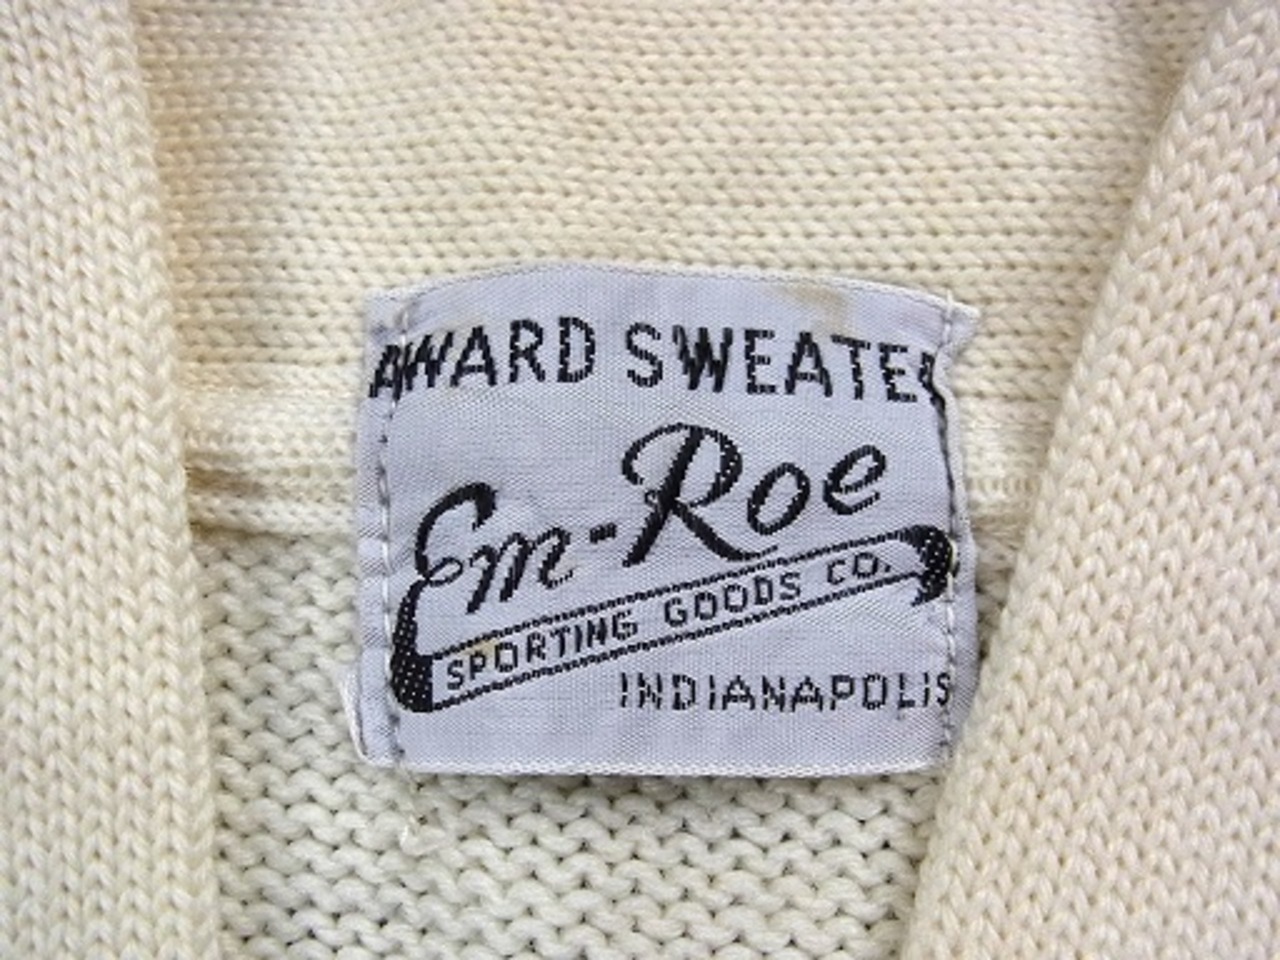 AWARD SWEATER
Em-Roe
SPORTING GOODS CO.
INDIANAPOLIS